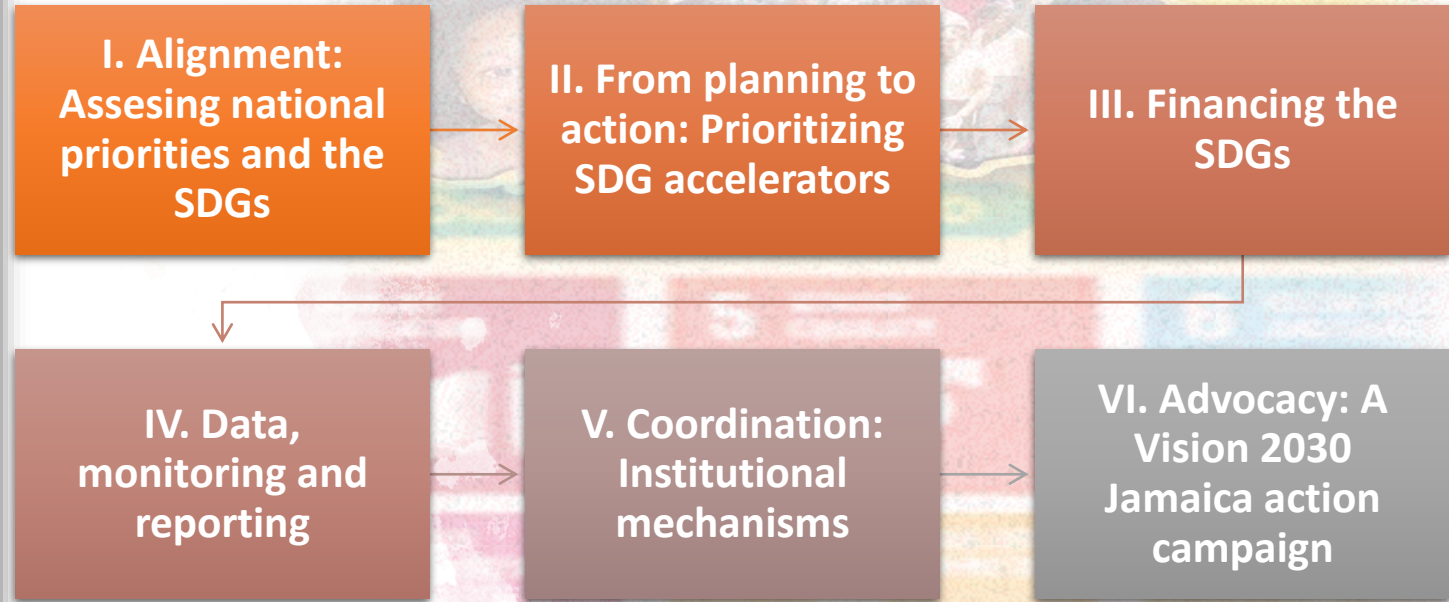 I. Alignment:
Assesing national
priorities and the
SDGs
II. From planning to
action: Prioritizing
SDG accelerators
III. Financing the
SDGs
IV. Data,
monitoring and
reporting
V. Coordination:
Institutional
mechanisms
VI. Advocacy: A
Vision 2030
Jamaica action
campaign
5